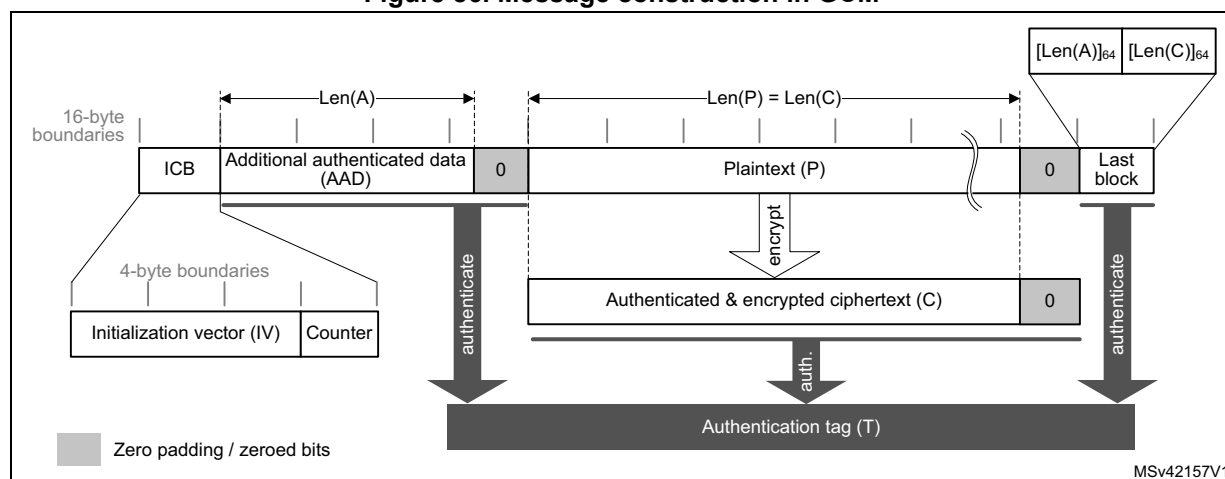 Figure 30. Message construction in GCM
[Len(A)]64 [Len(C)]64
Len(A)
Len(P) = Len(C)
16-byte
boundaries
ICB
Additional authenticated data
(AAD)
0
Plaintext (P)
0
Last
block
encrypt
4-byte boundaries
Initialization vector (IV)
Counter
Authenticated & encrypted ciphertext (C)
0
authenticate
auth.
authenticate
Authentication tag (T)
Zero padding / zeroed bits
MSv42157V1